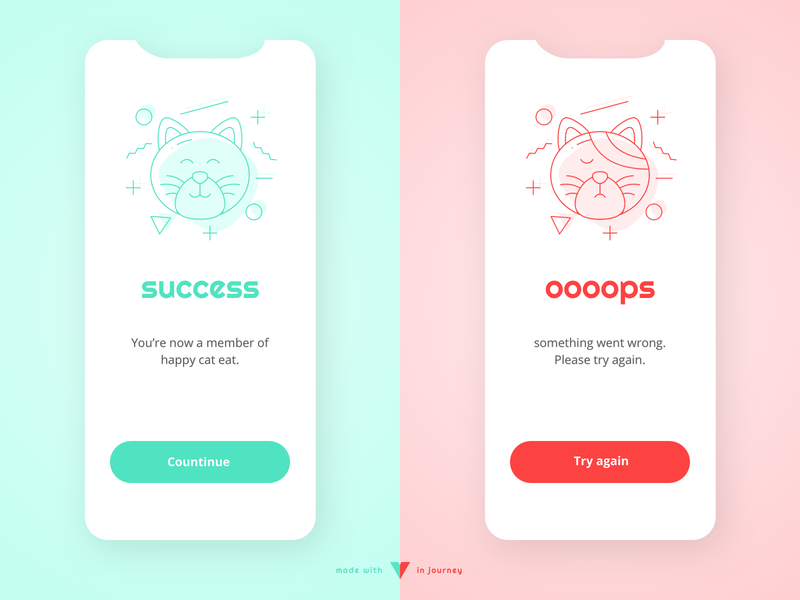 success
You're now a member of
happy cat eat.
Countinue
oooops
something went wrong.
Please try again.
Try again
made with
in journey